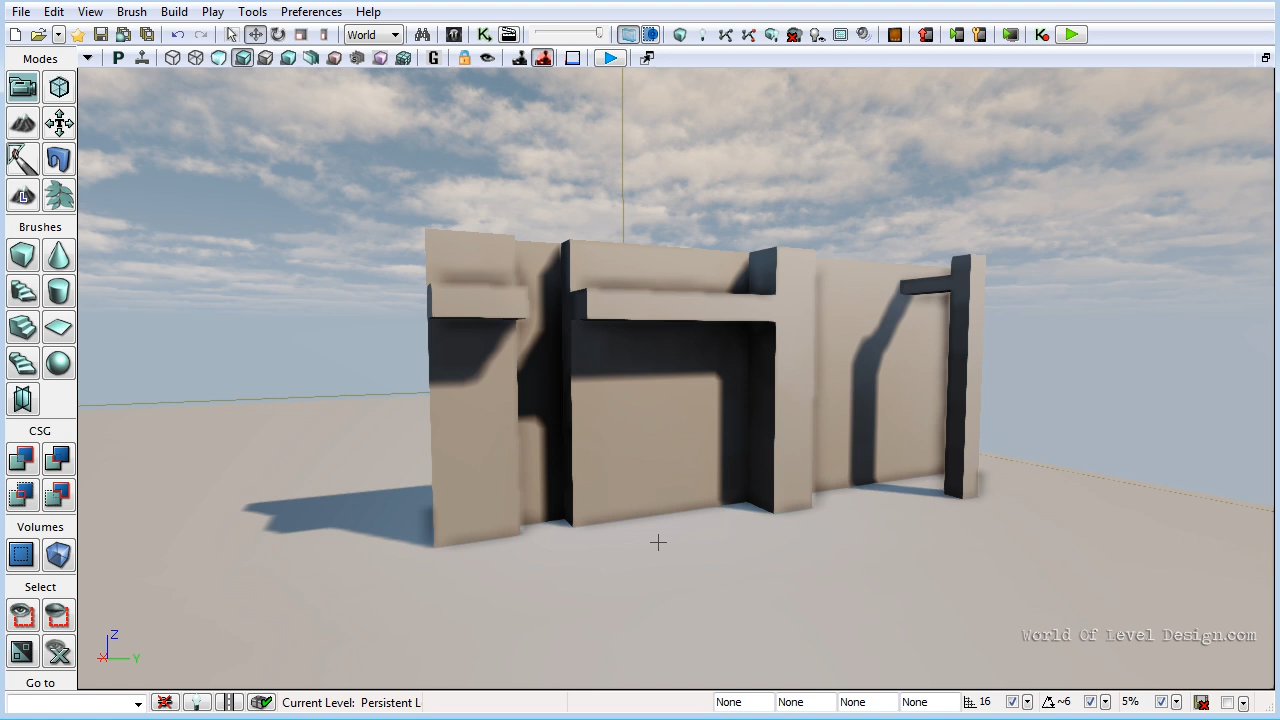 File Edit View Brush Build Play Tools Preferences Help
World
Modes
P
G
L
Brushes
CSG
Volumes
Select
Go to
Z
X Y
World Of Level Design.com
Current Level: Persistent L
None None None None 16 ~6 5%